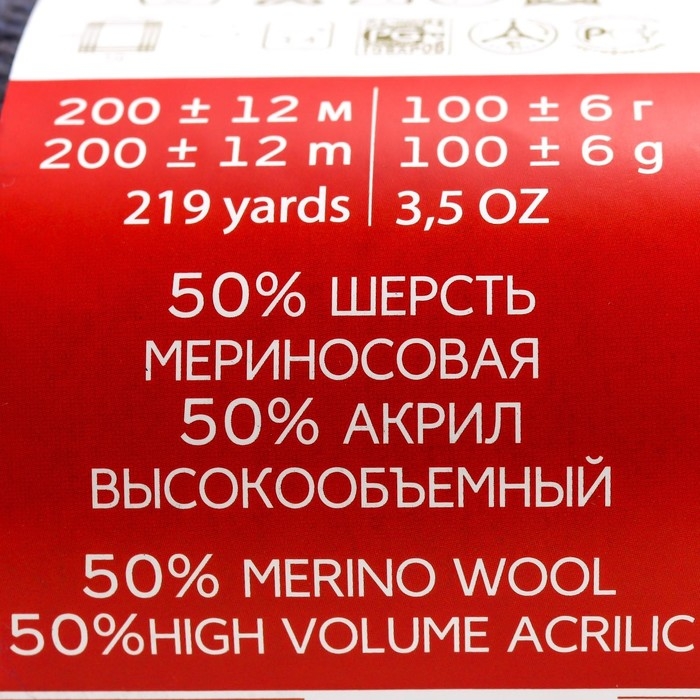 200 ± 12 м 100 ± 6 г
200 ± 12 m 100 ± 6 g
219 yards 3,5 OZ
50% ШЕРСТЬ
МЕРИНОСОВАЯ
50% АКРИЛ
ВЫСОКООБЪЕМНЫЙ
50% MERINO WOOL
50%HIGH VOLUME ACRILIC